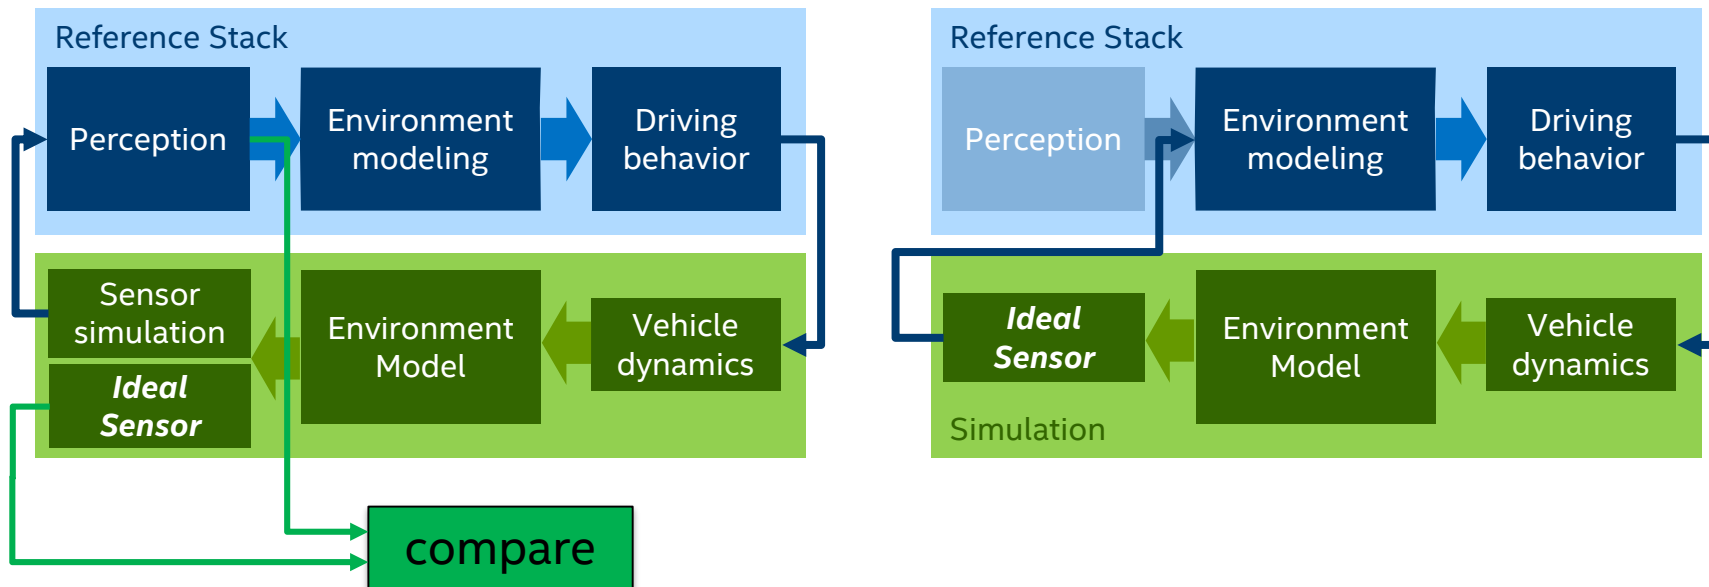 Reference Stack
Perception
Environment
modeling
Driving
behavior
Sensor
simulation
Ideal
Sensor
Environment
Model
Vehicle
dynamics
compare
Reference Stack
Perception
Environment
modeling
Driving
behavior
Ideal
Sensor
Environment
Model
Vehicle
dynamics
Simulation